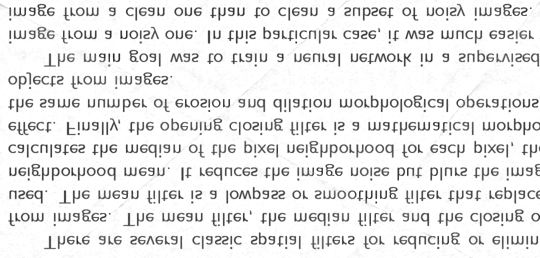 There are several classic spatial filters for reducing or elimin
from images. The mean filter, the median filter and the closing o
used. The mean filter is a lowpass or smoothing filter that replace
neighborhood mean. It reduces the image noise but blurs the imag
calculates the median of the pixel neighborhood for each pixel, th
effect. Finally, the opening closing filter is a mathematical morpho
the same number of erosion and dilation morphological operations
objects from images.
The main goal was to train a neural network in a supervised
image from a noisy one. In this particular case, it was much easier
image from a clean one than to clean a subset of noisy images.